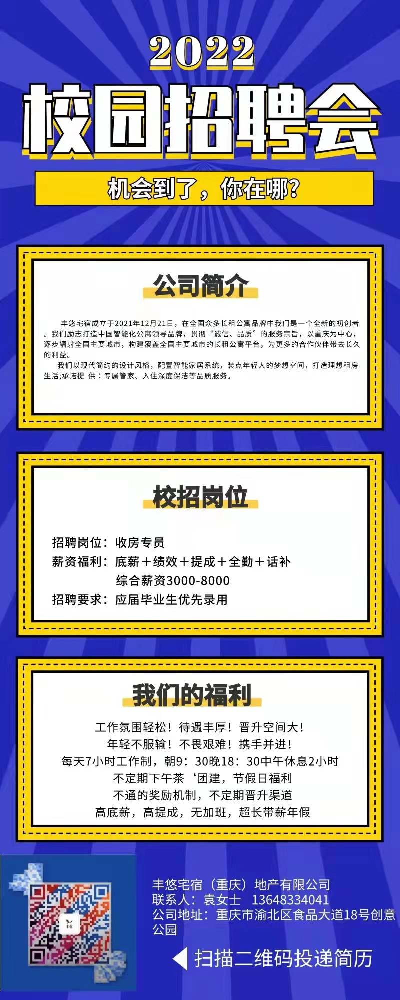 2022
校园招聘会
机会到了，你在哪?
公司简介
丰悠宅宿成立于2021年12月21日，在全国众多长租公寓品牌中我们是一个全新的初创者
。我们励志打造中国智能化公寓领导品牌，贯彻“诚信、品质”的服务宗旨，以重庆为中心，
逐步辐射全国主要城市，构建覆盖全国主要城市的长租公寓平台，为更多的合作伙伴带去长久
的利益。
我们以现代简约的设计风格，配置智能家居系统，装点年轻人的梦想空间，打造理想租房
生活;承诺提 供：专属管家、入住深度保洁等品质服务。
校招岗位
招聘岗位：收房专员
薪资福利：底薪＋绩效＋提成＋全勤＋话补
综合薪资3000-8000
招聘要求：应届毕业生优先录用
我们的福利
工作氛围轻松！待遇丰厚！晋升空间大！
年轻不服输！不畏艰难！携手并进！
每天7小时工作制，朝9：30晚18：30中午休息2小时
不定期下午茶‘团建，节假日福利
不通的奖励机制，不定期晋升渠道
高底薪，高提成，无加班，超长带薪年假
丰悠宅宿（重庆）地产有限公司
联系人：袁女士 13648334041
公司地址：重庆市渝北区食品大道18号创意
公园
扫描二维码投递简历